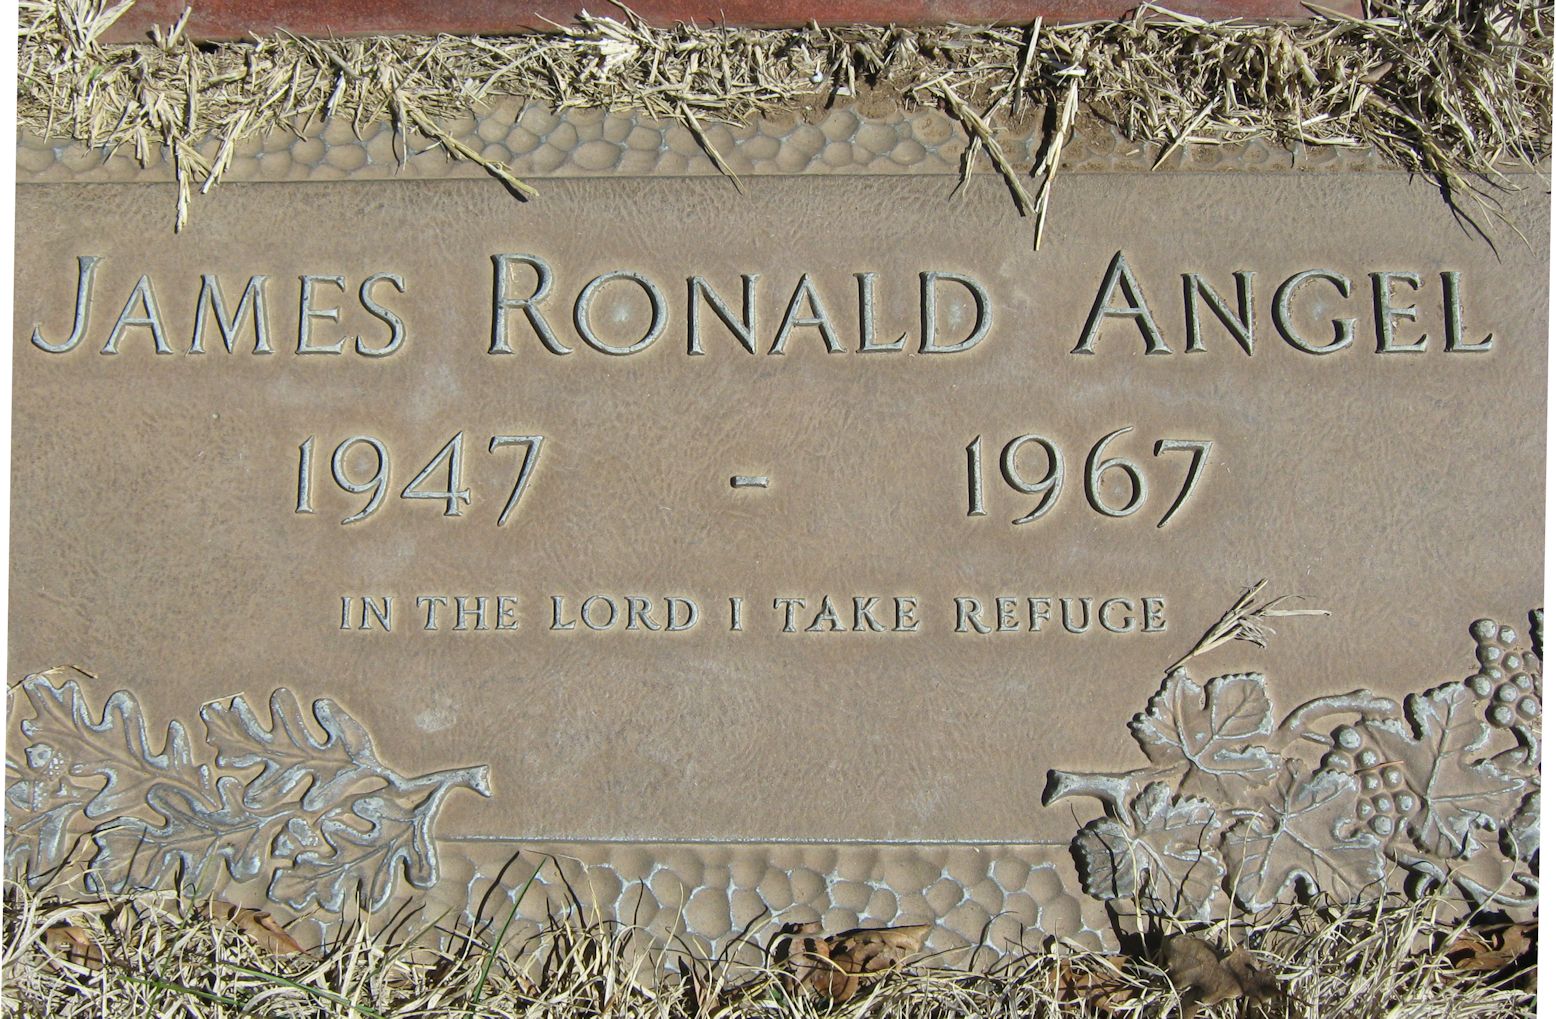 JAMES RONALD ANGEL
1947 - 1967
IN THE LORD I TAKE REFUGE